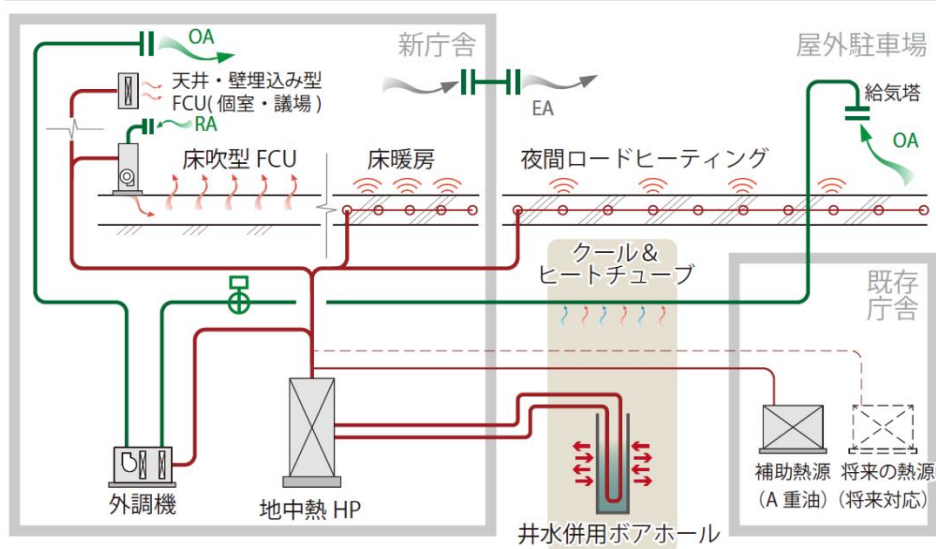 新庁舎
屋外駐車場
OA
天井・壁埋込み型
FCU(個室・議場)
RA
EA
給気塔
OA
床吹型 FCU
床暖房
夜間ロードヒーティング
クール&
ヒートチューブ
既存
庁舎
外調機
地中熱 HP
井水併用ボアホール
補助熱源
(A 重油)
将来の熱源
(将来対応)